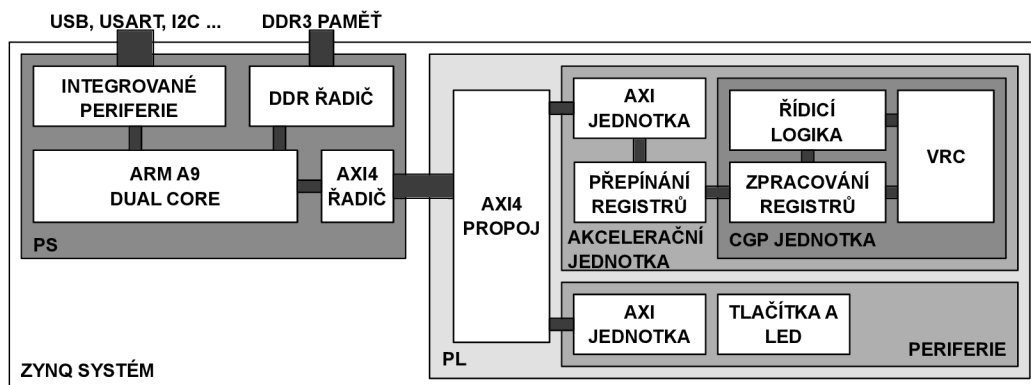 USB, USART, I2C ...
DDR3 PAMĚŤ
INTEGROVANÉ
PERIFERIE
DDR ŘADIČ
ARM A9
DUAL CORE
AXI4
ŘADIČ
PS
AXI4
PROPOJ
AXI
JEDNOTKA
PŘEPÍNÁNÍ
REGISTRŮ
AKCELERAČNÍ
JEDNOTKA
ŘÍDICÍ
LOGIKA
ZPRACOVÁNÍ
REGISTRŮ
VRC
CGP JEDNOTKA
AXI
JEDNOTKA
TLAČÍTKA A
LED
PERIFERIE
PL
ZYNQ SYSTÉM